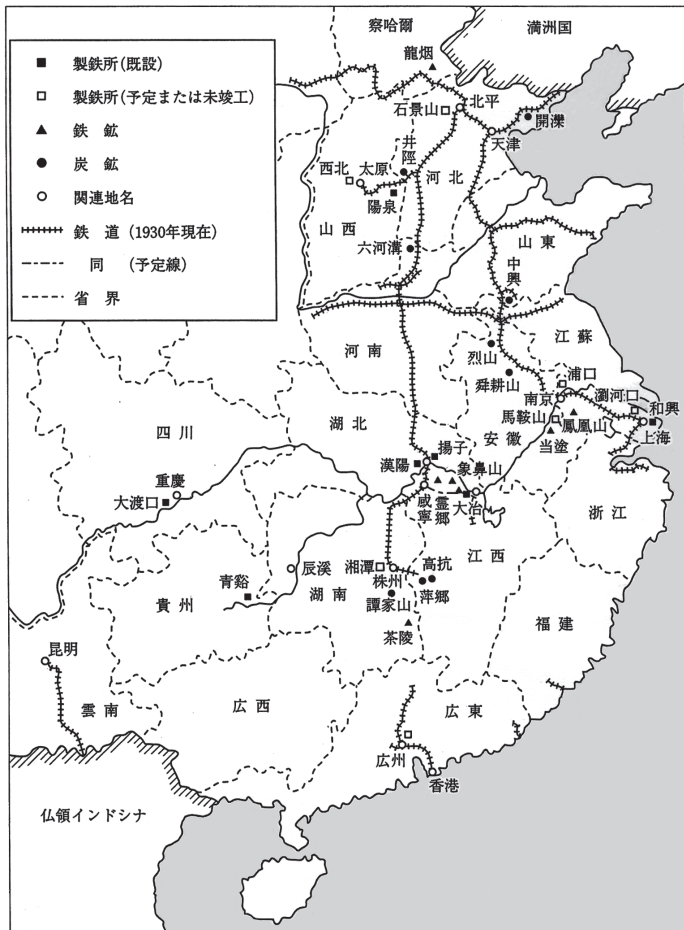 製鉄所(既設)
製鉄所(予定または未竣工)
鉄 鉱
炭 鉱
関連地名
鉄 道 (1930年現在)
同 (予定線)
省 界
察哈爾
満洲国
龍烟
石景山
北平
開灤
天津
井陘
西北
太原
河北
陽泉
山西
山東
六河溝
中興
河南
江蘇
烈山
舜耕山
浦口
南京
瀏河口
和興
馬鞍山
鳳凰山
上海
湖北
安徽
当塗
四川
揚子
漢陽
象鼻山
重慶
大渡口
咸寧
霊郷
大冶
浙江
江西
辰溪
湘潭
高抗
青谿
株州
貴州
湖南
萍郷
譚家山
茶陵
福建
昆明
雲南
広西
広東
広州
香港
仏領インドシナ